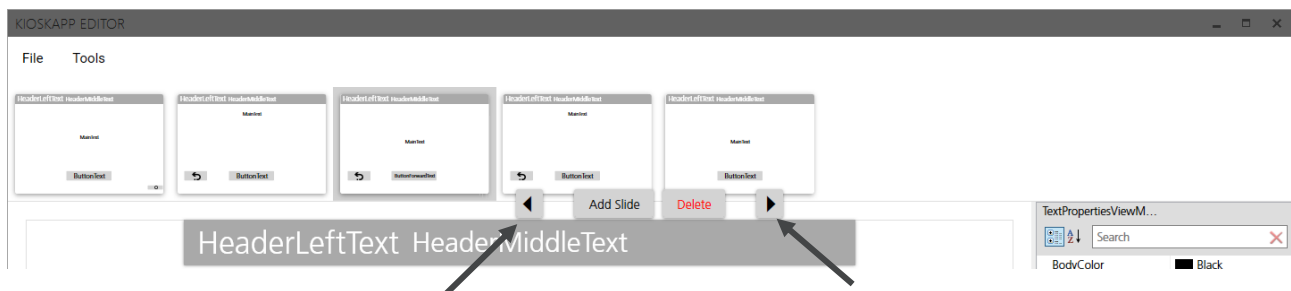 KIOSKAPP EDITOR
File Tools
HeaderLeftText HeaderMiddleText
MainText
ButtonText
HeaderLeftText HeaderMiddleText
MainText
ButtonText
HeaderLeftText HeaderMiddleText
MainText
ButtonForwardText
HeaderLeftText HeaderMiddleText
MainText
ButtonText
HeaderLeftText HeaderMiddleText
MainText
ButtonText
Add Slide Delete
HeaderLeftText HeaderMiddleText
TextPropertiesViewM...
Search
BodyColor Black